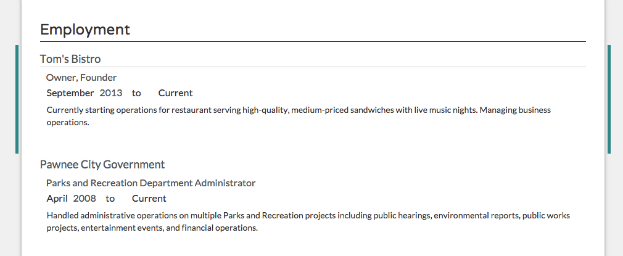 Employment
Tom's Bistro
Owner, Founder
September 2013 to Current
Currently starting operations for restaurant serving high-quality, medium-priced sandwiches with live music nights. Managing business
operations.
Pawnee City Government
Parks and Recreation Department Administrator
April 2008 to Current
Handled administrative operations on multiple Parks and Recreation projects including public hearings, environmental reports, public works
projects, entertainment events, and financial operations.